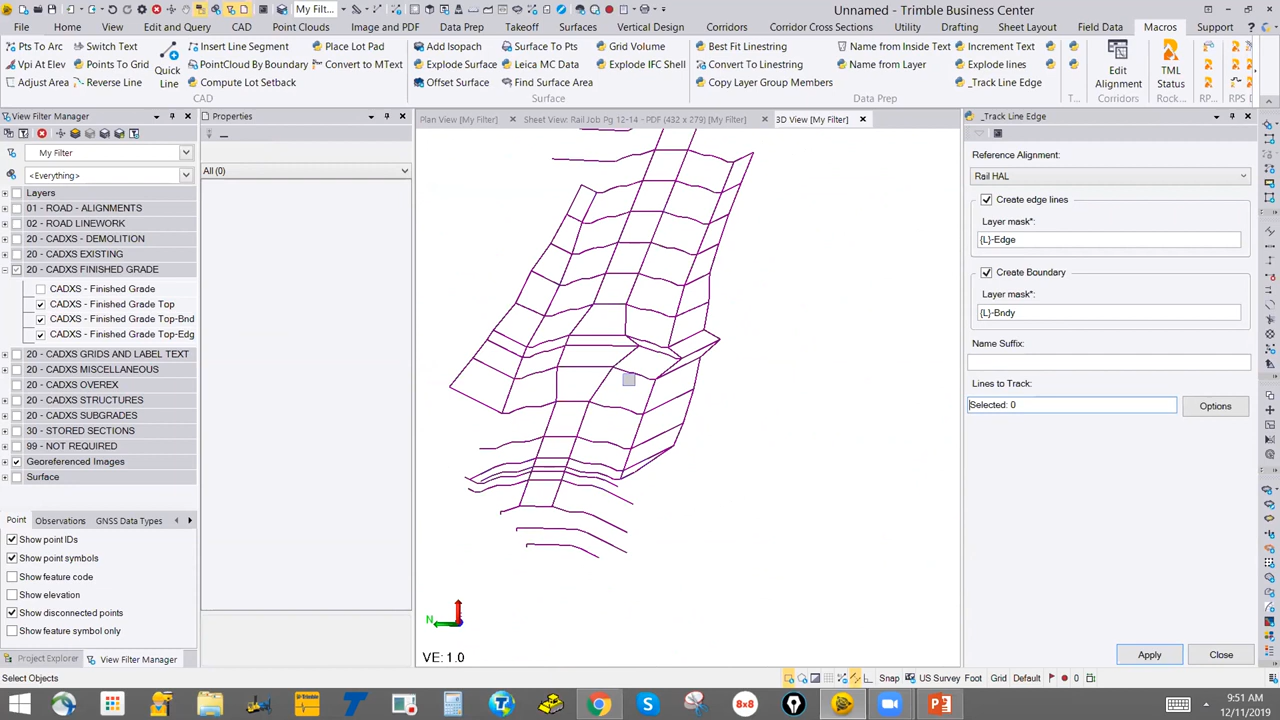 My Filt...
Unnamed - Trimble Business Center
File Home View Edit and Query CAD Point Clouds Image and PDF Data Prep Takeoff Surfaces Vertical Design Corridors Corridor Cross Sections Utility Drafting Sheet Layout Field Data Macros Support
Pts To Arc Switch Text Insert Line Segment Place Lot Pad Add Isopach Surface To Pts Grid Volume Best Fit Linestring Name from Inside Text Increment Text
Vpi At Elev Points To Grid Quick Line PointCloud By Boundary Convert to MText Explode Surface Leica MC Data Explode IFC Shell Convert To Linestring Name from Layer Explode lines Edit Alignment TML Status
Adjust Area Reverse Line Compute Lot Setback Offset Surface Find Surface Area Copy Layer Group Members _Track Line Edge
CAD Surface Data Prep T... Corridors Rock... RP... RPS D
View Filter Manager
Properties
Plan View [My Filter] Sheet View: Rail Job Pg 12-14 - PDF (432 x 279) [My Filter] 3D View [My Filter]
_Track Line Edge
My Filter
<Everything>
All (0)
Layers
01 - ROAD - ALIGNMENTS
02 - ROAD LINEWORK
20 - CADXS - DEMOLITION
20 - CADXS EXISTING
20 - CADXS FINISHED GRADE
CADXS - Finished Grade
CADXS - Finished Grade Top
CADXS - Finished Grade Top-Bnd
CADXS - Finished Grade Top-Edg
20 - CADXS GRIDS AND LABEL TEXT
20 - CADXS MISCELLANEOUS
20 - CADXS OVEREX
20 - CADXS STRUCTURES
20 - CADXS SUBGRADES
30 - STORED SECTIONS
99 - NOT REQUIRED
Georeferenced Images
Surface
Point Observations GNSS Data Types
Show point IDs
Show point symbols
Show feature code
Show elevation
Show disconnected points
Show feature symbol only
Project Explorer View Filter Manager
N
VE: 1.0
Reference Alignment:
Rail HAL
Create edge lines
Layer mask*:
{L}-Edge
Create Boundary
Layer mask*:
{L}-Bndy
Name Suffix:
Lines to Track:
Selected: 0 Options
Apply Close
Select Objects
Snap US Survey Foot Grid Default 0
8x8
9:51 AM
12/11/2019